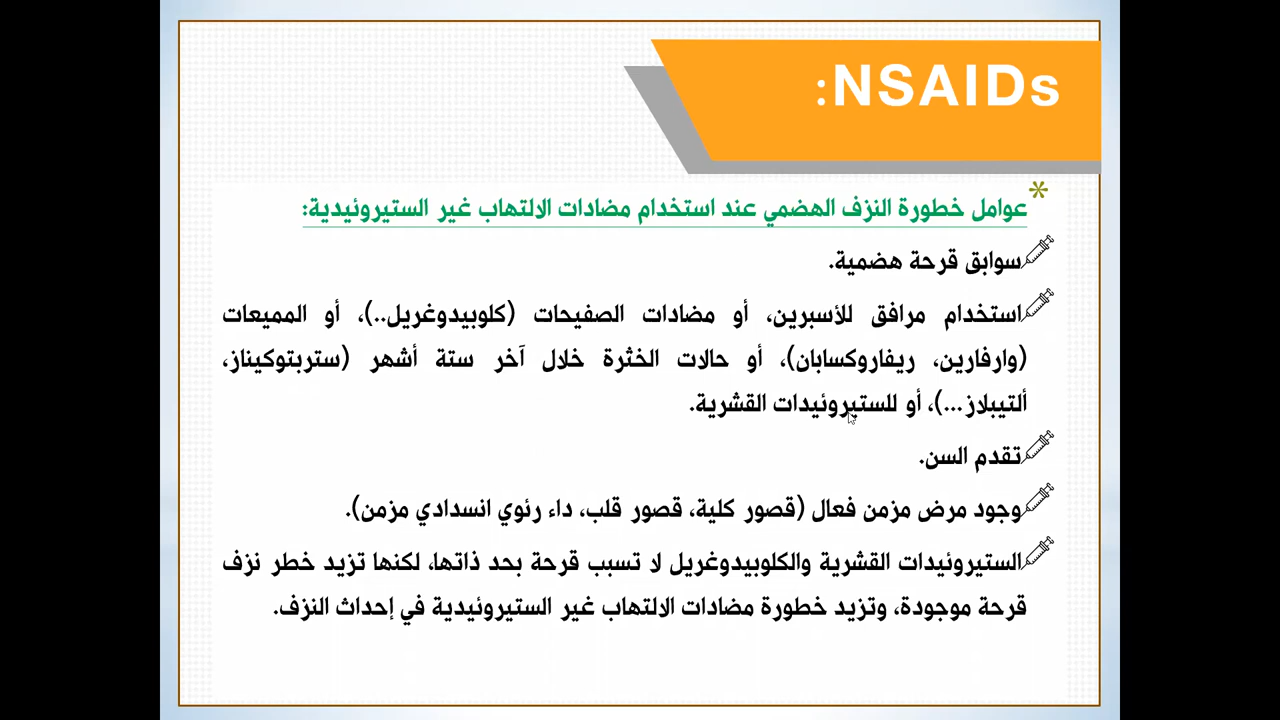 NSAIDs:
* عوامل خطورة النزف الهضمي عند استخدام مضادات الالتهاب غير الستيروئيدية:
سوابق قرحة هضمية.
استخدام مرافق للأسبرين، أو مضادات الصفيحات (كلوبيدوغريل..)، أو المميعات
(وارفارين، ريفاروكسابان)، أو حالات الخثرة خلال آخر ستة أشهر (ستربتوكيناز،
ألتيبلاز...)، أو للستيروئيدات القشرية.
تقدم السن.
وجود مرض مزمن فعال (قصور كلية، قصور قلب، داء رئوي انسدادي مزمن).
الستيروئيدات القشرية والكلوبيدوغريل لا تسبب قرحة بحد ذاتها، لكنها تزيد خطر نزف
قرحة موجودة، وتزيد خطورة مضادات الالتهاب غير الستيروئيدية في إحداث النزف.